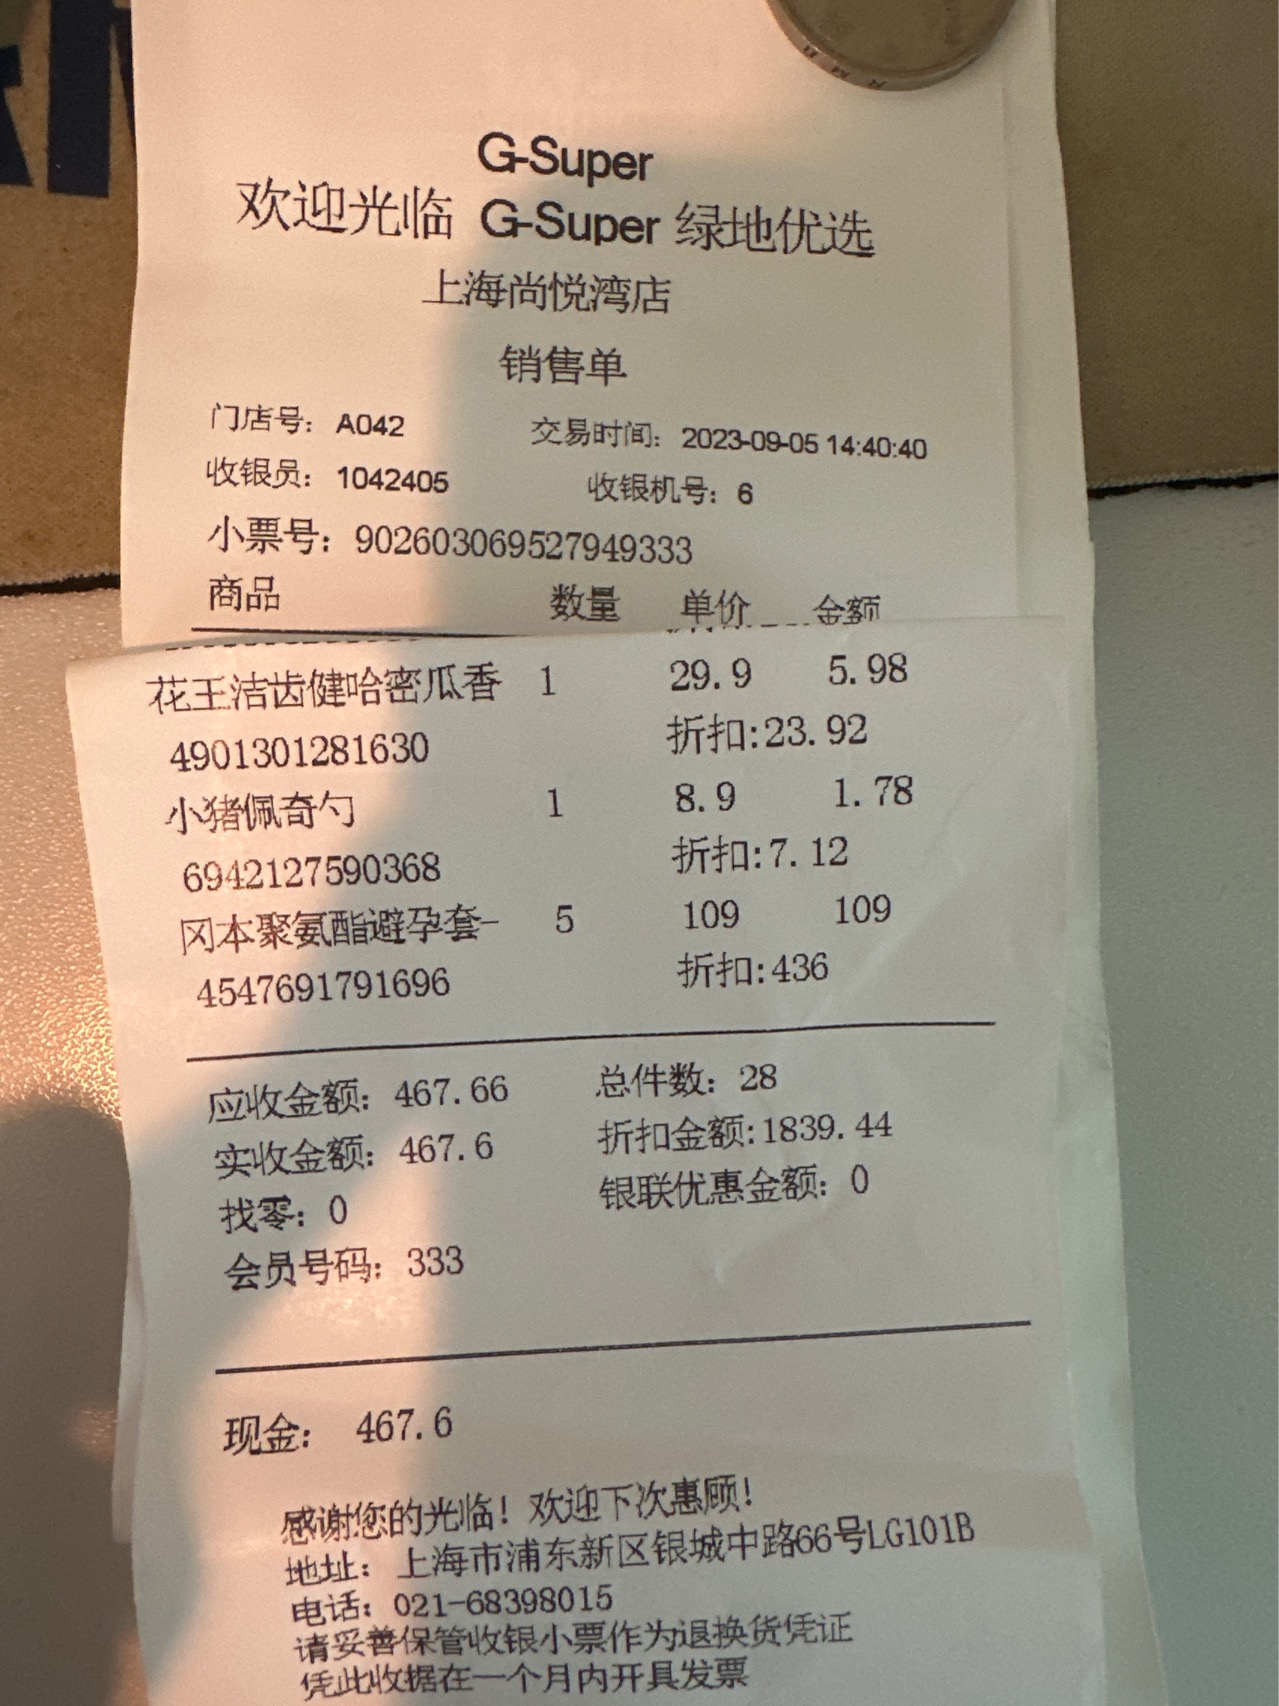 G-Super
欢迎光临 G-Super 绿地优选
上海尚悦湾店
销售单
门店号： A042 交易时间： 2023-09-05 14:40:40
收银员： 1042405 收银机号： 6
小票号： 902603069527949333
商品 数量 单价 金额
花王洁齿健哈密瓜香 1 29.9 5.98
4901301281630 折扣:23.92
小猪佩奇勺 1 8.9 1.78
6942127590368 折扣:7.12
冈本聚氨酯避孕套- 5 109 109
4547691791696 折扣:436
应收金额： 467.66 总件数： 28
实收金额： 467.6 折扣金额:1839.44
找零： 0 银联优惠金额： 0
会员号码： 333
现金： 467.6
感谢您的光临！欢迎下次惠顾！
地址： 上海市浦东新区银城中路66号LG101B
电话： 021-68398015
请妥善保管收银小票作为退换货凭证
凭此收据在一个月内开具发票